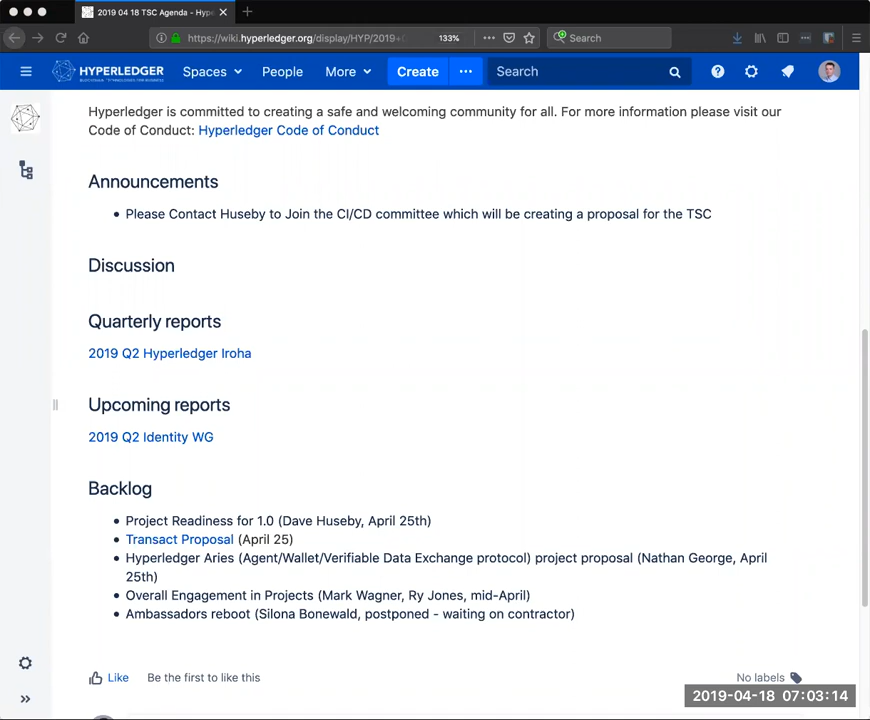 2019 04 18 TSC Agenda - Hype
https://wiki.hyperledger.org/display/HYP/2019+
133%
Search
HYPERLEDGER
Spaces
People
More
Create
Search
Hyperledger is committed to creating a safe and welcoming community for all. For more information please visit our
Code of Conduct: Hyperledger Code of Conduct
Announcements
• Please Contact Huseby to Join the CI/CD committee which will be creating a proposal for the TSC
Discussion
Quarterly reports
2019 Q2 Hyperledger Iroha
Upcoming reports
2019 Q2 Identity WG
Backlog
• Project Readiness for 1.0 (Dave Huseby, April 25th)
• Transact Proposal (April 25)
• Hyperledger Aries (Agent/Wallet/Verifiable Data Exchange protocol) project proposal (Nathan George, April
25th)
• Overall Engagement in Projects (Mark Wagner, Ry Jones, mid-April)
• Ambassadors reboot (Silona Bonewald, postponed - waiting on contractor)
Like
Be the first to like this
No labels
2019-04-18 07:03:14